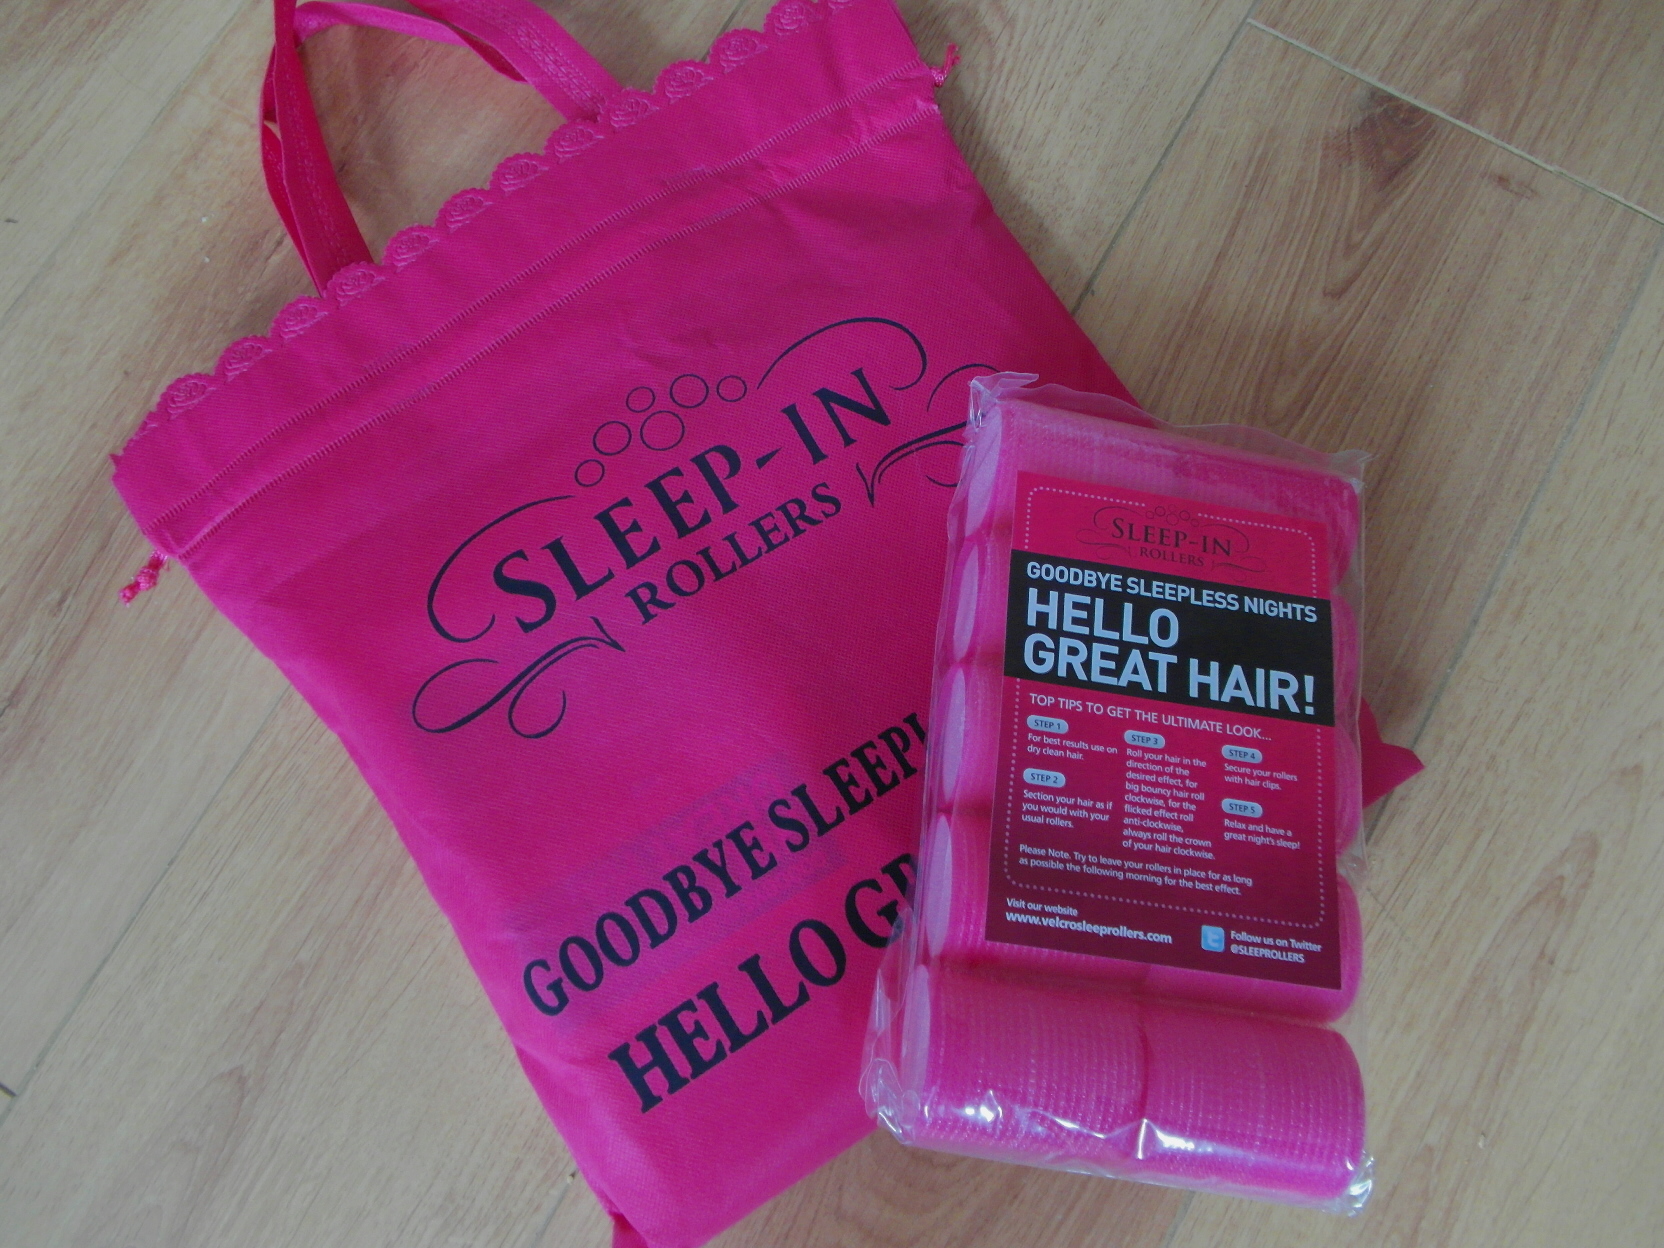 SLEEP-IN
ROLLERS
GOODBYE SLEEPL
HELLO GR
SLEEP-IN
ROLLERS
GOODBYE SLEEPLESS NIGHTS
HELLO
GREAT HAIR!
TOP TIPS TO GET THE ULTIMATE LOOK...
STEP 1
For best results use on
dry clean hair.
STEP 2
Section your hair as if
you would with your
usual rollers.
STEP 3
Roll your hair in the
direction of the
desired effect, for
big bouncy hair roll
clockwise, for the
flicked effect roll
anti-clockwise,
always roll the crown
of your hair clockwise.
STEP 4
Secure your rollers
with hair clips.
STEP 5
Relax and have a
great night's sleep!
Please Note. Try to leave your rollers in place for as long
as possible the following morning for the best effect.
Visit our website
www.velcrosleeprollers.com
Follow us on Twitter
@SLEEPROLLERS